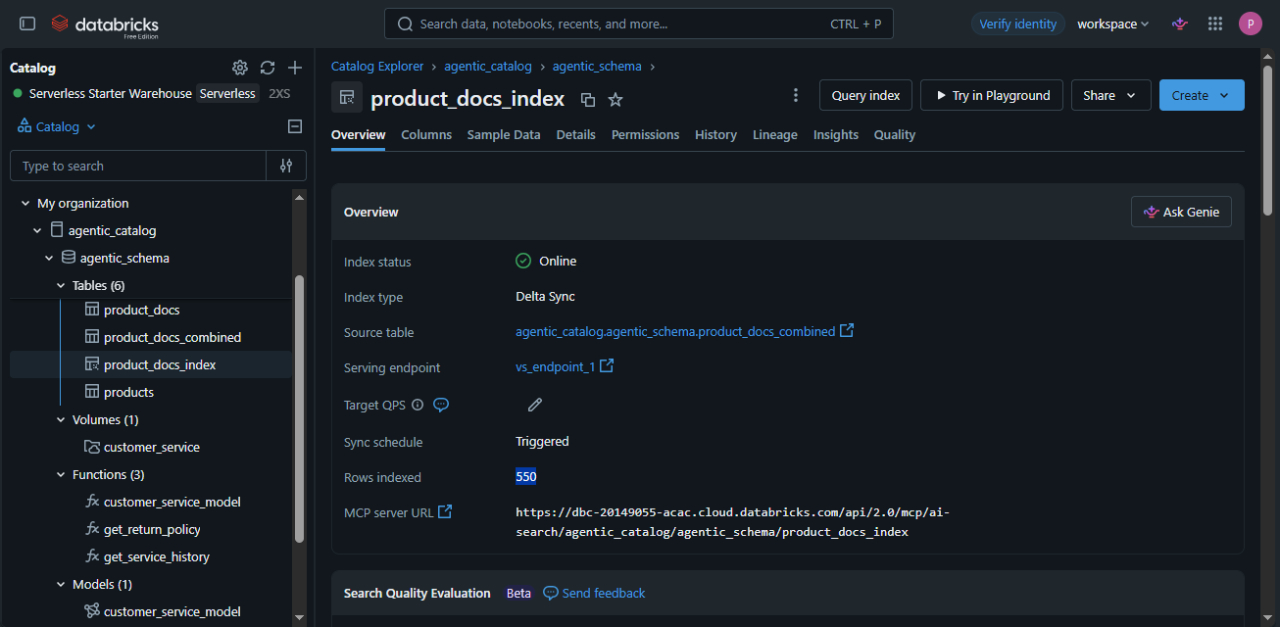 databricks
Free Edition
Search data, notebooks, recents, and more...
CTRL + P
Verify identity
workspace
P
Catalog
Serverless Starter Warehouse Serverless 2XS
Catalog
Type to search
My organization
agentic_catalog
agentic_schema
Tables (6)
product_docs
product_docs_combined
product_docs_index
products
Volumes (1)
customer_service
Functions (3)
customer_service_model
get_return_policy
get_service_history
Models (1)
customer_service_model
Catalog Explorer > agentic_catalog > agentic_schema >
product_docs_index
Query index
Try in Playground
Share
Create
Overview Columns Sample Data Details Permissions History Lineage Insights Quality
Overview
Ask Genie
Index status Online
Index type Delta Sync
Source table agentic_catalog.agentic_schema.product_docs_combined
Serving endpoint vs_endpoint_1
Target QPS
Sync schedule Triggered
Rows indexed 550
MCP server URL https://dbc-20149055-acac.cloud.databricks.com/api/2.0/mcp/ai-
search/agentic_catalog/agentic_schema/product_docs_index
Search Quality Evaluation Beta Send feedback